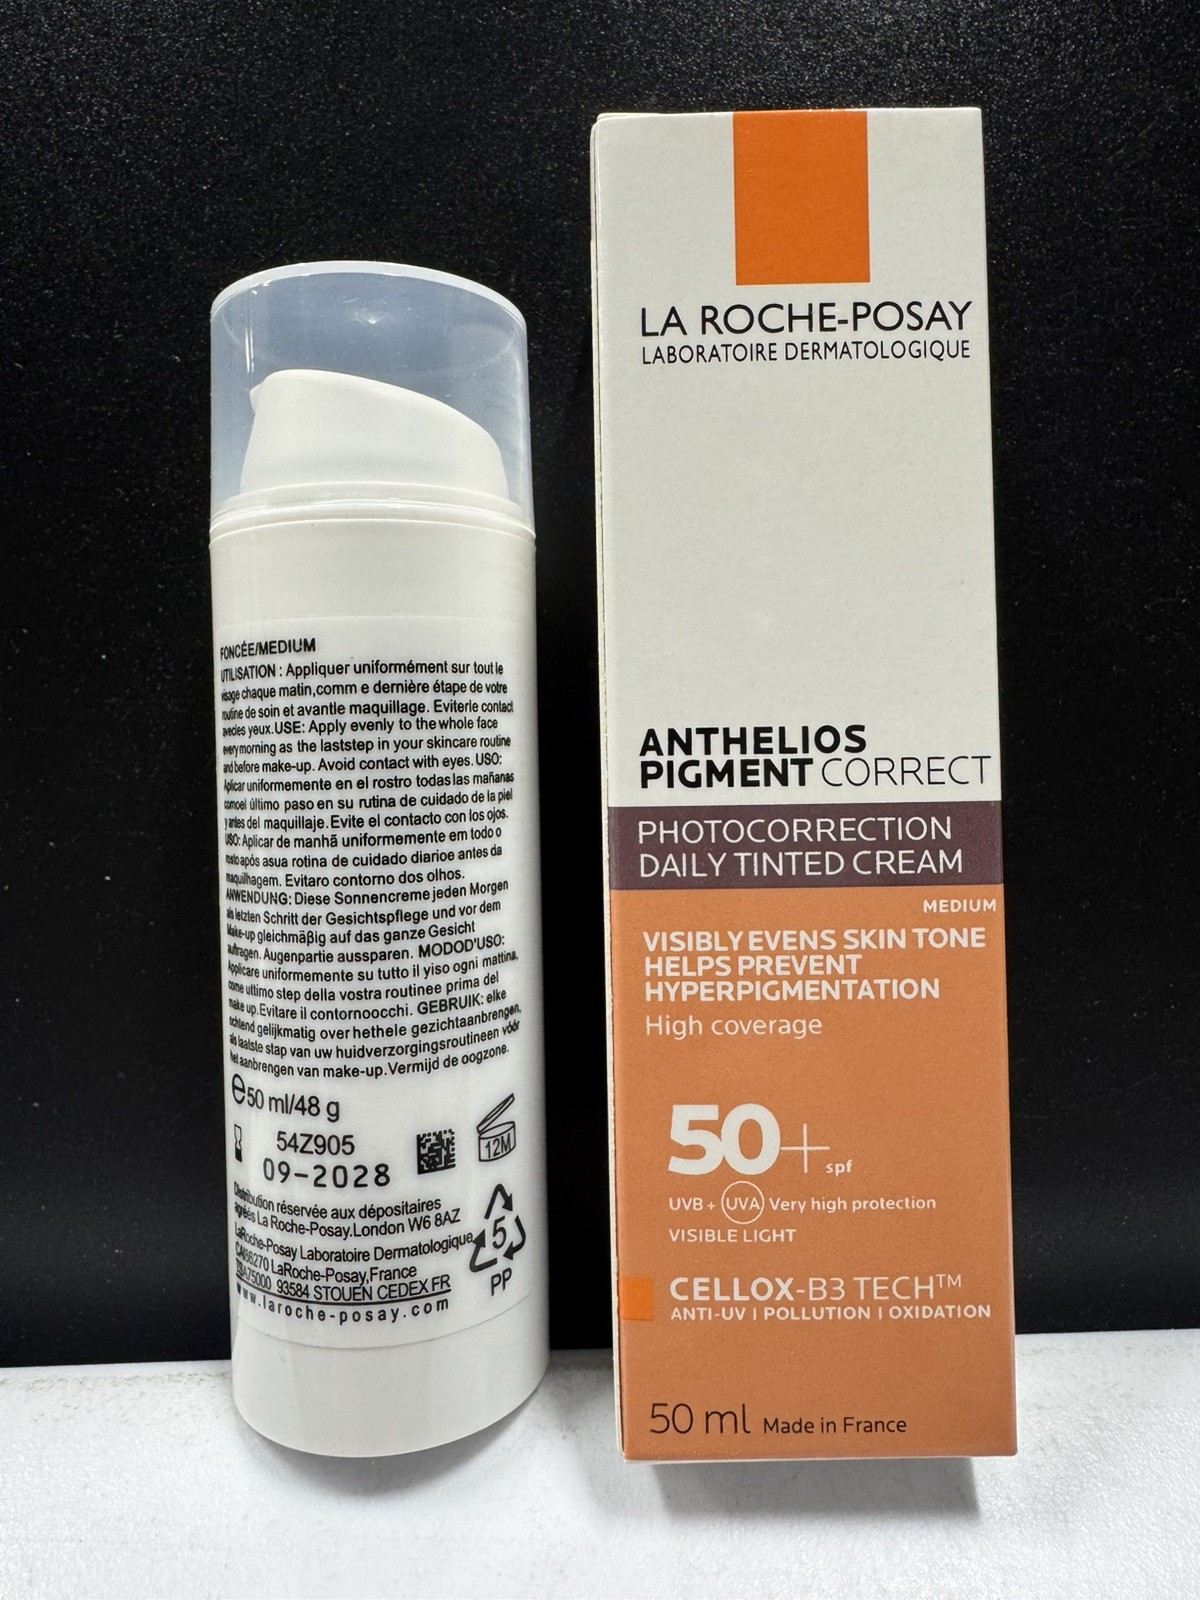 FONCÉE/MEDIUM
UTILISATION : Appliquer uniformément sur tout le
visage chaque matin,comm e dernière étape de votre
routine de soin et avantle maquillage. Eviterle contact
avecles yeux.USE: Apply evenly to the whole face
every morning as the laststep in your skincare routine
and before make-up. Avoid contact with eyes. USO:
Aplicar uniformemente en el rostro todas las mañanas
comoel último paso en su rutina de cuidado de la piel
y antes del maquillaje. Evite el contacto con los ojos.
USO: Aplicar de manhã uniformemente em todo o
rosto após asua rotina de cuidado diarioe antes da
maquilhagem. Evitaro contorno dos olhos.
ANWENDUNG: Diese Sonnencreme jeden Morgen
als letzten Schritt der Gesichtspflege und vor dem
Make-up gleichmäßig auf das ganze Gesicht
auftragen. Augenpartie aussparen. MODOD'USO:
Applicare uniformemente su tutto il yiso ogni mattina,
come uttimo step della vostra routinee prima del
make up.Evitare il contornoocchi. GEBRUIK: elke
ochtend gelijkmatig over hethele gezichtaanbrengen,
als laatste stap van uw huidverzorgingsroutineen vóór
het aanbrengen van make-up.Vermijd de oogzone.
e50 ml/48 g
54Z905
09-2028
12M
Distribution réservée aux dépositaires
agréés La Roche-Posay.London W6 8AZ
LaRoche-Posay Laboratoire Dermatologique
CAI86270 LaRoche-Posay,France
TSA75000 93584 STOUEN CEDEX FR
www.laroche-posay.com
5
PP
LA ROCHE-POSAY
LABORATOIRE DERMATOLOGIQUE
ANTHELIOS
PIGMENT CORRECT
PHOTOCORRECTION
DAILY TINTED CREAM
MEDIUM
VISIBLY EVENS SKIN TONE
HELPS PREVENT
HYPERPIGMENTATION
High coverage
50+ spf
UVB + UVA Very high protection
VISIBLE LIGHT
CELLOX-B3 TECH™
ANTI-UV I POLLUTION I OXIDATION
50 ml Made in France